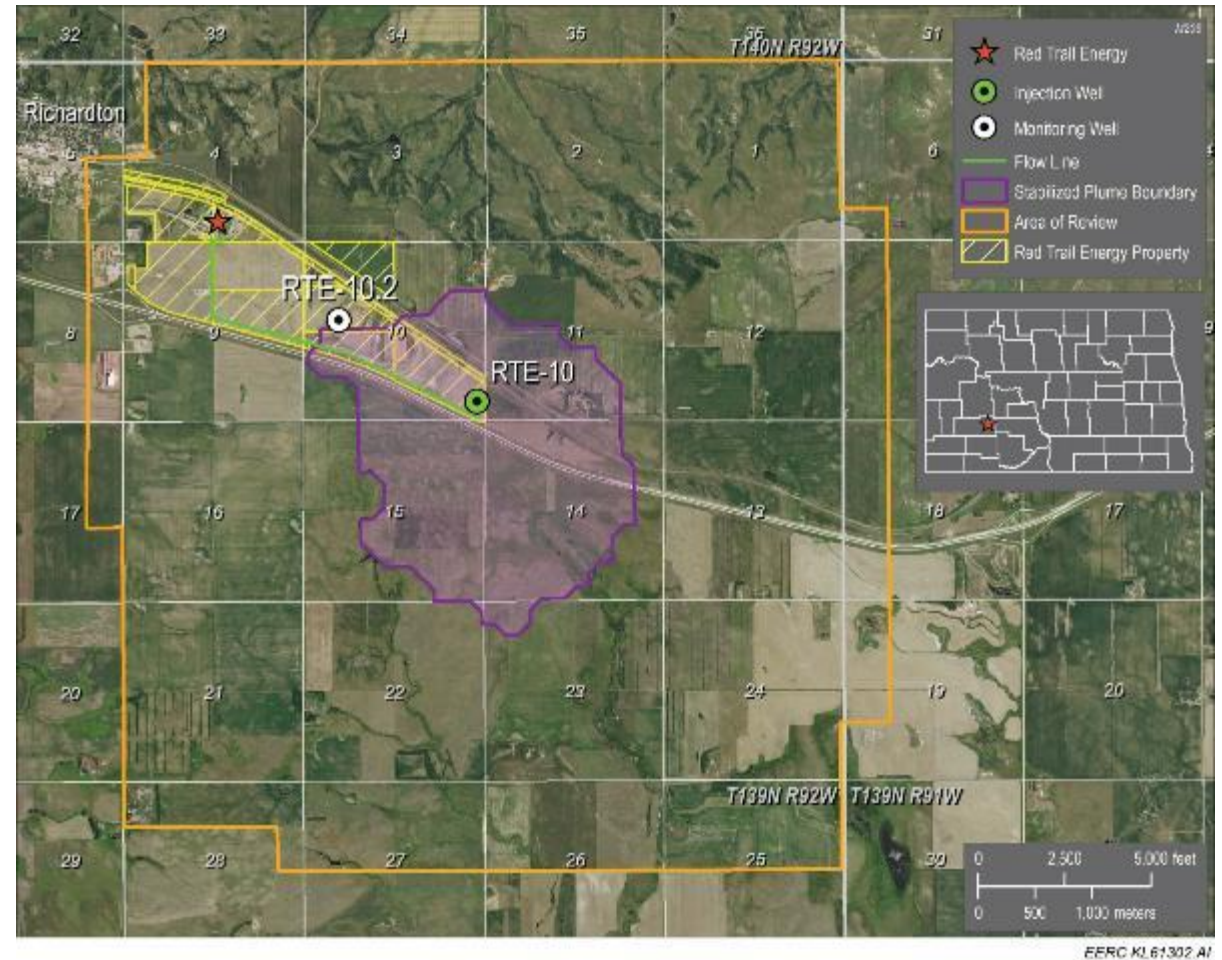 32 33 34 35 36 31
T140N R92W
Red Trail Energy
Injection Well
Monitoring Well
Flow Line
Stabilized Plume Boundary
Area of Review
Red Trail Energy Property
Richardton
5 4 3 2 1 6
RTE-10.2
8 9 10 11 12 9
RTE-10
17 16 15 14 13 18 17
20 21 22 23 24 19 20
T139N R92W T139N R91W
29 28 27 26 25 30
0 2,500 5,000 feet
0 500 1,000 meters
EERC KL61302.AI